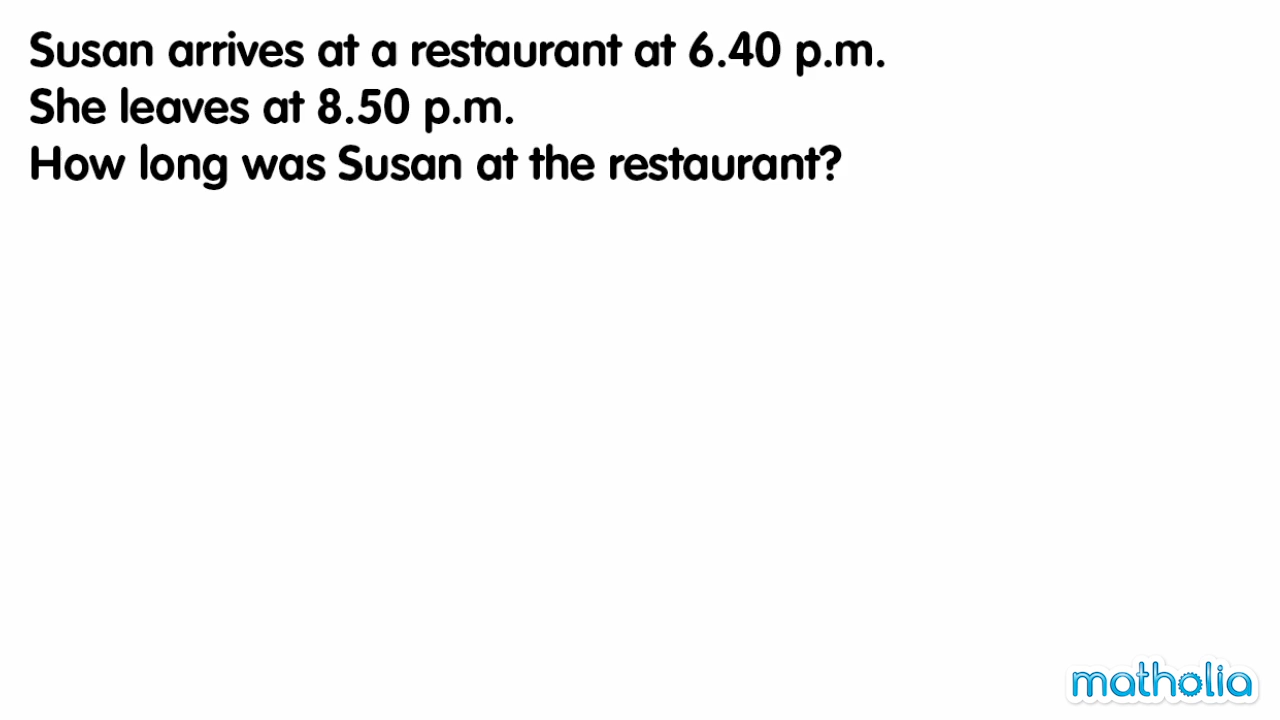 Susan arrives at a restaurant at 6.40 p.m.
She leaves at 8.50 p.m.
How long was Susan at the restaurant?
matholia